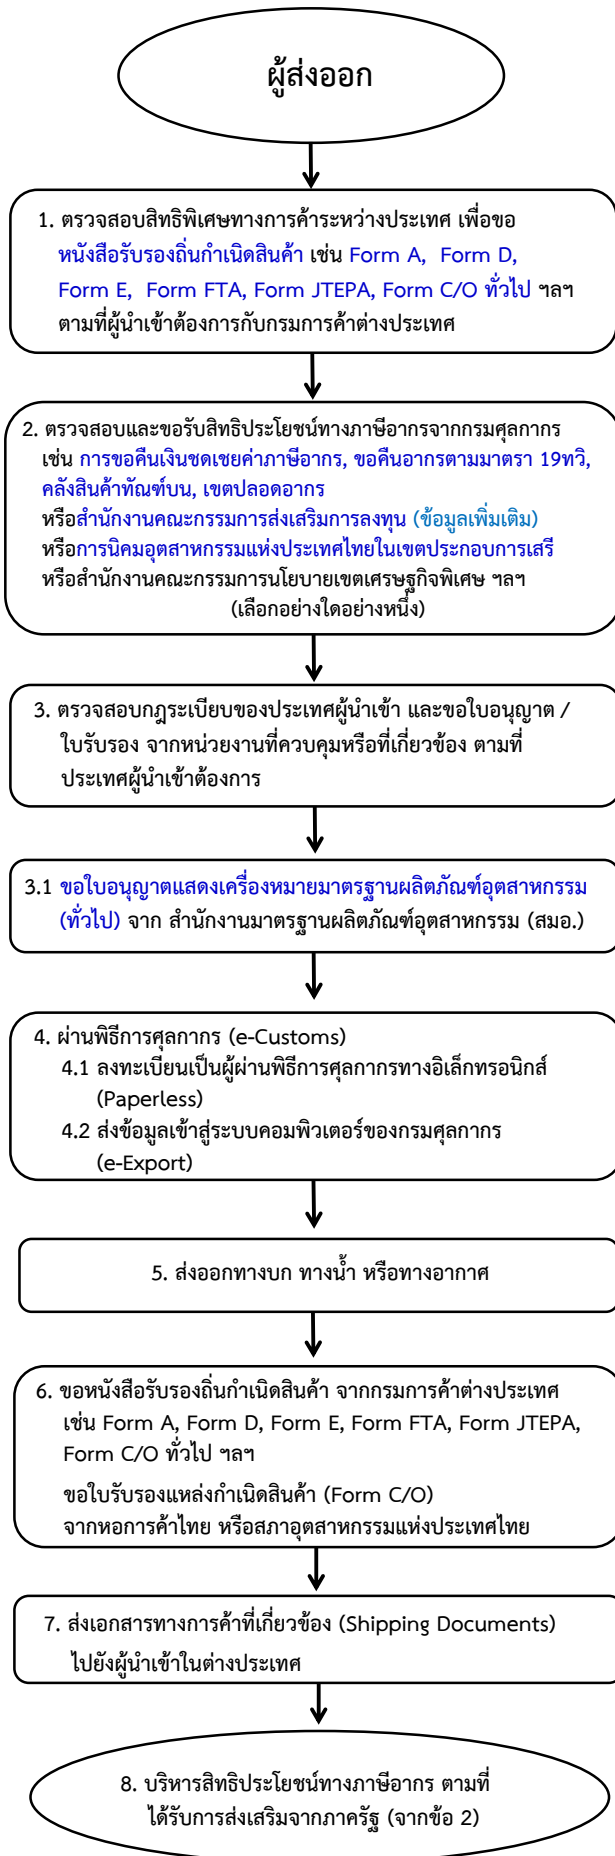 ผู้ส่งออก
1. ตรวจสอบสิทธิพิเศษทางการค้าระหว่างประเทศ เพื่อขอ
หนังสือรับรองถิ่นกำเนิดสินค้า เช่น Form A, Form D,
Form E, Form FTA, Form JTEPA, Form C/O ทั่วไป ฯลฯ
ตามที่ผู้นำเข้าต้องการกับกรมการค้าต่างประเทศ
2. ตรวจสอบและขอรับสิทธิประโยชน์ทางภาษีอากรจากกรมศุลกากร
เช่น การขอคืนเงินชดเชยค่าภาษีอากร, ขอคืนอากรตามมาตรา 19ทวิ,
คลังสินค้าทัณฑ์บน, เขตปลอดอากร
หรือสำนักงานคณะกรรมการส่งเสริมการลงทุน (ข้อมูลเพิ่มเติม)
หรือการนิคมอุตสาหกรรมแห่งประเทศไทยในเขตประกอบการเสรี
หรือสำนักงานคณะกรรมการนโยบายเขตเศรษฐกิจพิเศษ ฯลฯ
(เลือกอย่างใดอย่างหนึ่ง)
3. ตรวจสอบกฎระเบียบของประเทศผู้นำเข้า และขอใบอนุญาต /
ใบรับรอง จากหน่วยงานที่ควบคุมหรือที่เกี่ยวข้อง ตามที่
ประเทศผู้นำเข้าต้องการ
3.1 ขอใบอนุญาตแสดงเครื่องหมายมาตรฐานผลิตภัณฑ์อุตสาหกรรม
(ทั่วไป) จาก สำนักงานมาตรฐานผลิตภัณฑ์อุตสาหกรรม (สมอ.)
4. ผ่านพิธีการศุลกากร (e-Customs)
4.1 ลงทะเบียนเป็นผู้ผ่านพิธีการศุลกากรทางอิเล็กทรอนิกส์
(Paperless)
4.2 ส่งข้อมูลเข้าสู่ระบบคอมพิวเตอร์ของกรมศุลกากร
(e-Export)
5. ส่งออกทางบก ทางน้ำ หรือทางอากาศ
6. ขอหนังสือรับรองถิ่นกำเนิดสินค้า จากกรมการค้าต่างประเทศ
เช่น Form A, Form D, Form E, Form FTA, Form JTEPA,
Form C/O ทั่วไป ฯลฯ
ขอใบรับรองแหล่งกำเนิดสินค้า (Form C/O)
จากหอการค้าไทย หรือสภาอุตสาหกรรมแห่งประเทศไทย
7. ส่งเอกสารทางการค้าที่เกี่ยวข้อง (Shipping Documents)
ไปยังผู้นำเข้าในต่างประเทศ
8. บริหารสิทธิประโยชน์ทางภาษีอากร ตามที่
ได้รับการส่งเสริมจากภาครัฐ (จากข้อ 2)